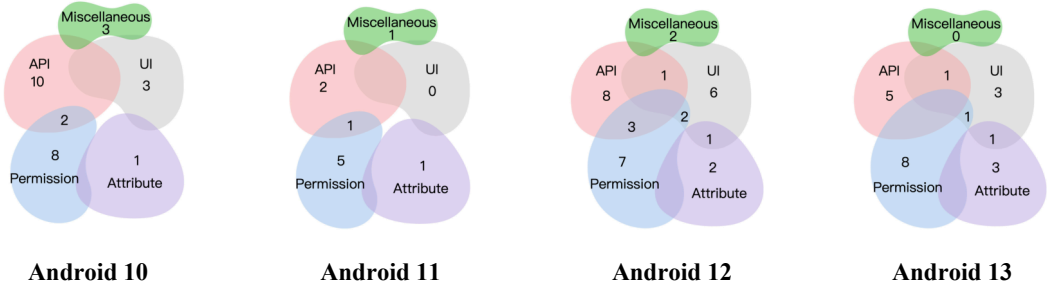 Miscellaneous
3
API
10
UI
3
2
8
Permission
1
Attribute
Android 10
Miscellaneous
1
API
2
UI
0
1
5
Permission
1
Attribute
Android 11
Miscellaneous
2
API
8
1
UI
6
2
3
1
7
2
Permission
Attribute
Android 12
Miscellaneous
0
API
5
1
UI
3
1
1
8
3
Permission
Attribute
Android 13